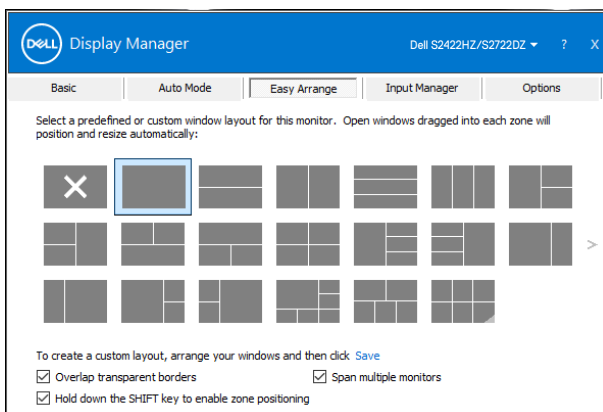 DELL Display Manager Dell S2422HZ/S2722DZ ? X
Basic Auto Mode Easy Arrange Input Manager Options
Select a predefined or custom window layout for this monitor. Open windows dragged into each zone will
position and resize automatically:
>
To create a custom layout, arrange your windows and then click Save
Overlap transparent borders Span multiple monitors
Hold down the SHIFT key to enable zone positioning